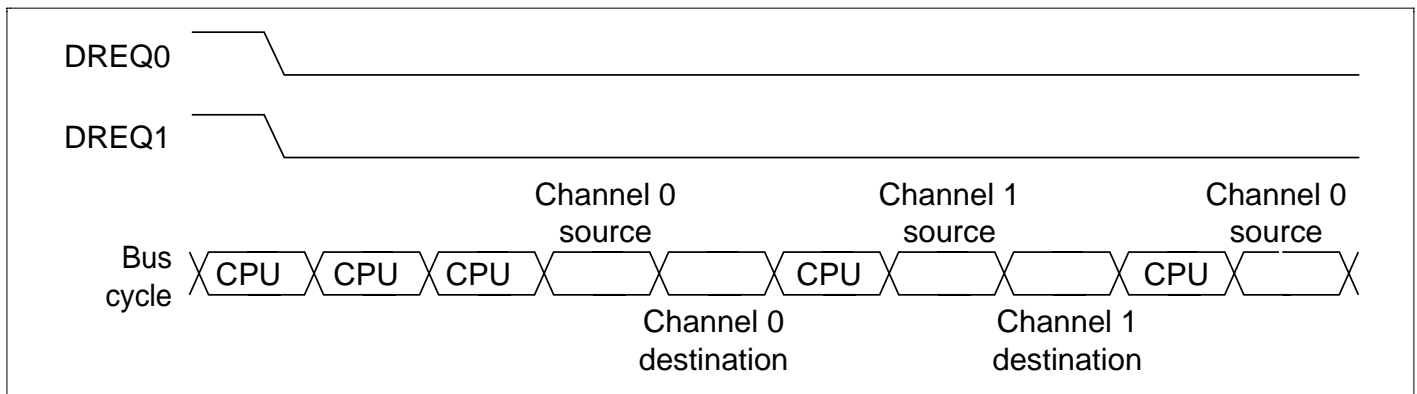 DREQ0
DREQ1
Channel 0
source
Channel 1
source
Channel 0
source
Bus
cycle
CPU CPU CPU CPU CPU
Channel 0
destination
Channel 1
destination